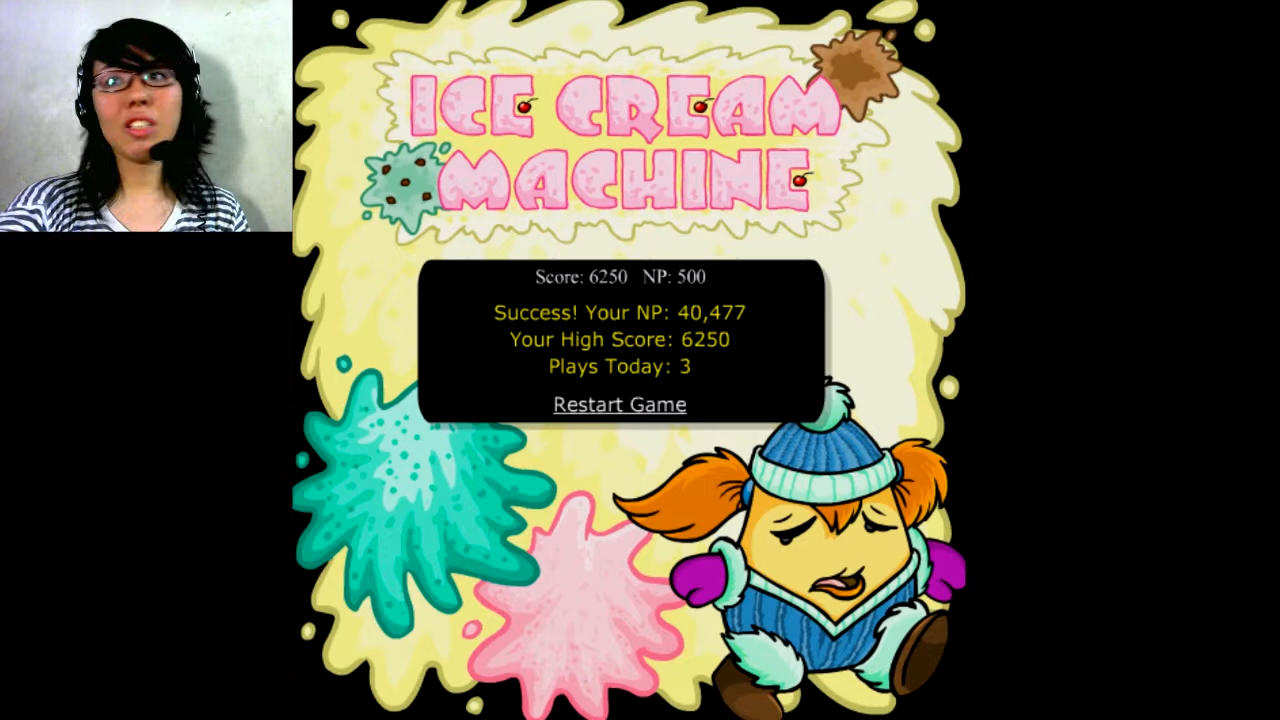 ICE CREAM
MACHINE
Score: 6250 NP: 500
Success! Your NP: 40,477
Your High Score: 6250
Plays Today: 3
Restart Game